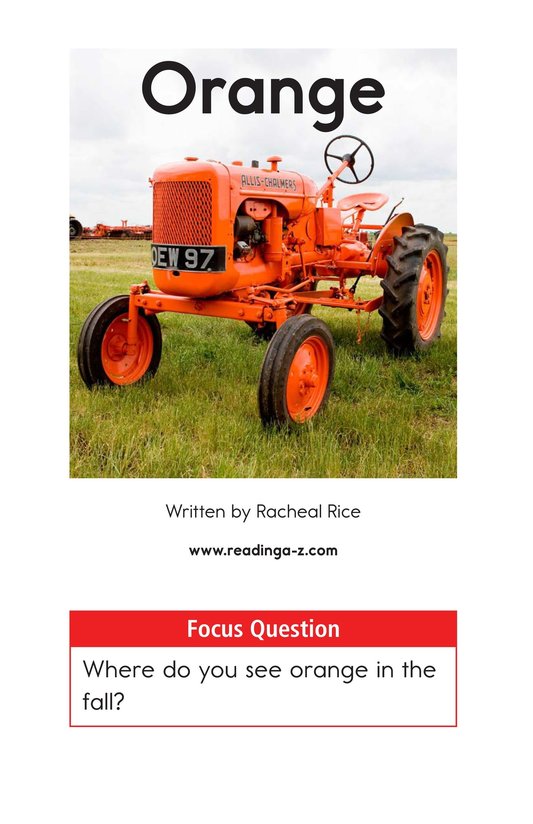 Orange
ALLIS-CHALMERS
OEW 97
Written by Racheal Rice
www.readinga-z.com
Focus Question
Where do you see orange in the
fall?